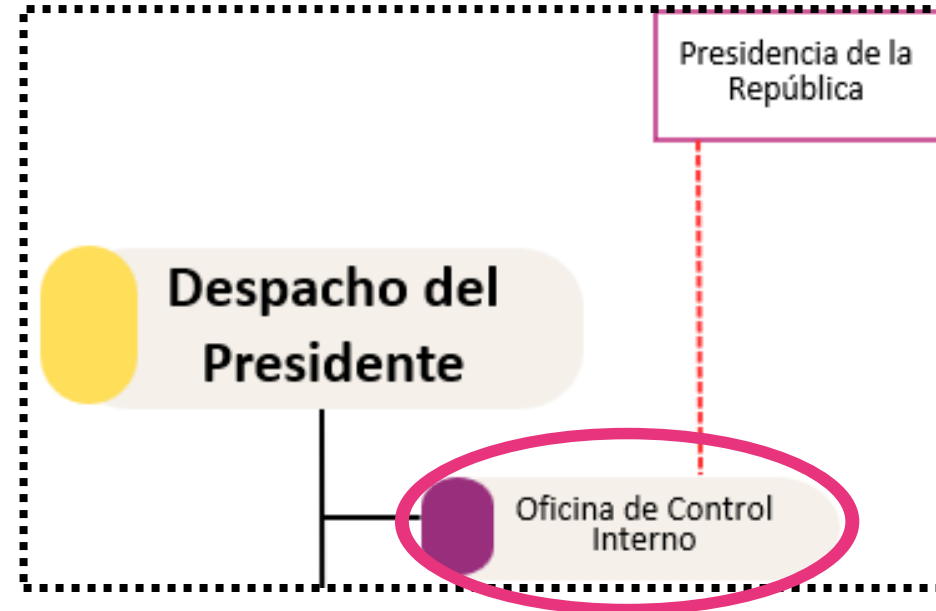 Presidencia de la
República
Despacho del
Presidente
Oficina de Control
Interno